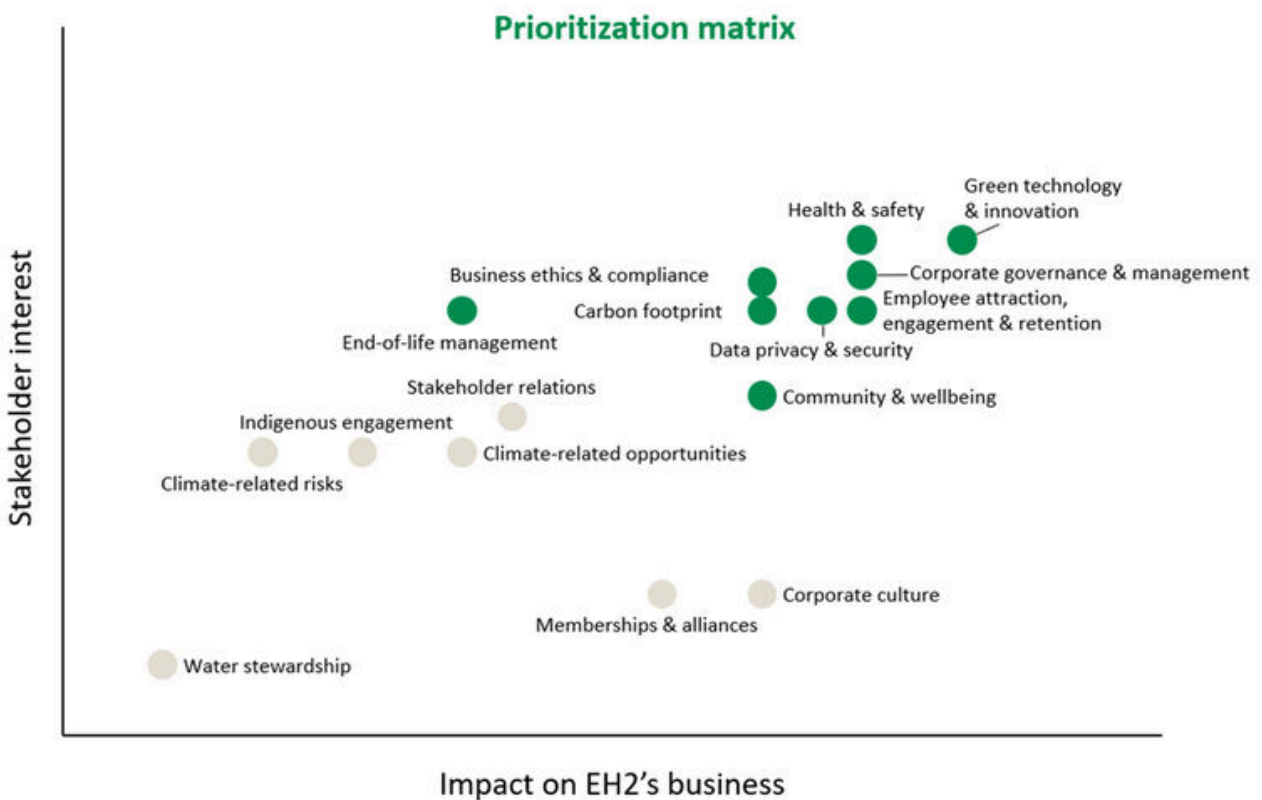 Prioritization matrix
Green technology
& innovation
Health & safety
Business ethics & compliance
Corporate governance & management
Employee attraction,
engagement & retention
Carbon footprint
End-of-life management
Data privacy & security
Stakeholder relations
Community & wellbeing
Indigenous engagement
Climate-related opportunities
Climate-related risks
Corporate culture
Memberships & alliances
Water stewardship
Stakeholder interest
Impact on EH2's business